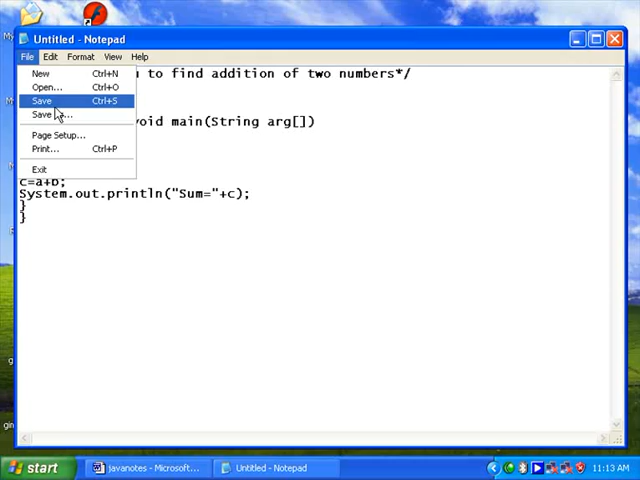 Untitled - Notepad
File Edit Format View Help
to find addition of two numbers*/
New Ctrl+N
Open... Ctrl+O
Save Ctrl+S
Save
void main(String arg[])
Page Setup...
Print... Ctrl+P
Exit
c=a+b;
System.out.println("Sum="+c);
}
}
start javanotes - Microsoft... Untitled - Notepad 11:13 AM